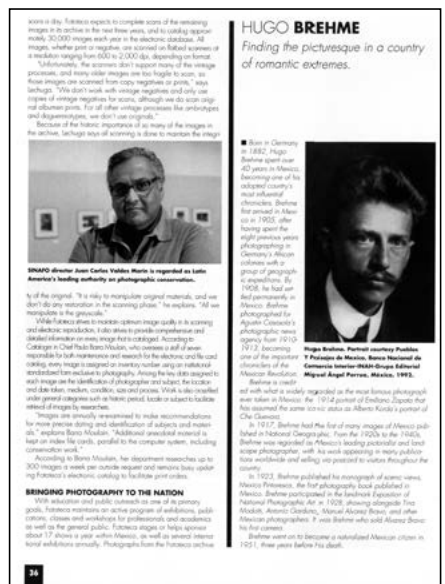 scans a day. Fototeca expects to complete scans of the remaining
images in its archive in the next three years, and to catalog approxi-
mately 30,000 images each year in the electronic database. All
images, whether print or negative, are scanned on flatbed scanners at
a resolution ranging from 600 to 2,000 dpi, depending on format.
"Unfortunately, the scanners don't support many of the vintage
processes, and many older images are too fragile to scan, so
those images are scanned from copy negatives or prints," says
Lechuga. "We don't work with vintage negatives and only use
copies of vintage negatives for scans, although we do scan origi-
nal albumen prints. For all other vintage processes like ambrotypes
and daguerreotypes, we don't use originals."
Because of the historic importance of so many of the images in
the archive, Lechuga says all scanning is done to maintain the integri-
SINAFO director Juan Carlos Valdez Marin is regarded as Latin
America's leading authority on photographic conservation.
ty of the original. "It is risky to manipulate original materials, and we
don't do any restoration in the scanning phase," he explains. "All we
manipulate is the greyscale."
While Fototeca strives to maintain optimum image quality in its scanning
and electronic reproduction, it also strives to provide comprehensive and
detailed information on every image that is cataloged. According to
Cataloger in Chief Paola Barra Moulain, who oversees a staff of
responsible for both maintenance and research for the electronic and file card
catalog, every image is assigned an inventory number using an institutional
standardized form exclusive to photography. Among the key data assigned to
each image are the identification of photographer and subject, the location
and date taken, medium, condition, size and process. Work is also classified
under general categories such as historic period, locale or subject to facilitate
retrieval of images by researchers.
"Images are annually re-examined to make recommendations
for more precise dating and identification of subjects and materi-
als," explains Barra Moulain. "Additional anecdotal material is
kept on index file cards, parallel to the computer system, including
conservation work."
According to Barra Moulain, her department researches up to
300 images a week per outside request and remains busy updat-
ing Fototeca's electronic catalog to facilitate print orders.
BRINGING PHOTOGRAPHY TO THE NATION
With education and public outreach as one of its primary
goals, Fototeca maintains an active program of exhibitions, publi-
cations, classes and workshops for professionals and academics
as well as the general public. Fototeca stages or helps sponsor
about 17 shows a year within Mexico, as well as several interna-
tional exhibitions annually. Photographs from the Fototeca archive
36
HUGO BREHME
Finding the picturesque in a country
of romantic extremes.
■ Born in Germany
in 1882, Hugo
Brehme spent over
40 years in Mexico,
becoming one of his
adopted country's
most influential
chroniclers. Brehme
first arrived in Mexi-
co in 1905, after
having spent the
eight previous years
photographing in
Germany's African
colonies with a
group of geograph-
ic expeditions. By
1908, he had set-
tled permanently in
Mexico. Brehme
photographed for
Agustin Casasola's
photographic news
agency from 1910-
1913, becoming
one of the important
chroniclers of the
Mexican Revolution.
Hugo Brehme. Portrait courtesy Pueblos
Y Paisajes de Mexico, Banco Nacional de
Comercio Interior-INAH-Grupo Editorial
Miguel Ángel Porrua, México, 1992.
Brehme is credit-
ed with what is widely regarded as the most famous photograph
ever taken in Mexico: the 1914 portrait of Emiliano Zapata that
has assumed the same iconic status as Alberto Korda's portrait of
Che Guevara.
In 1917, Brehme had the first of many images of Mexico pub-
lished in National Geographic. From the 1920s to the 1940s,
Brehme was regarded as Mexico's leading pictorialist and land-
scape photographer, with his work appearing in many publica-
tions worldwide and selling via postcard to visitors throughout the
country.
In 1923, Brehme published his monograph of scenic views,
Mexico Pintoresco, the first photography book published in
Mexico. Brehme participated in the landmark Exposition of
National Photographic Art in 1928, showing alongside Tina
Modotti, Antonio Garduno, Manuel Alvarez Bravo, and other
Mexican photographers. It was Brehme who sold Alvarez Bravo
his first camera.
Brehme went on to become a naturalized Mexican citizen in
1951, three years before his death.